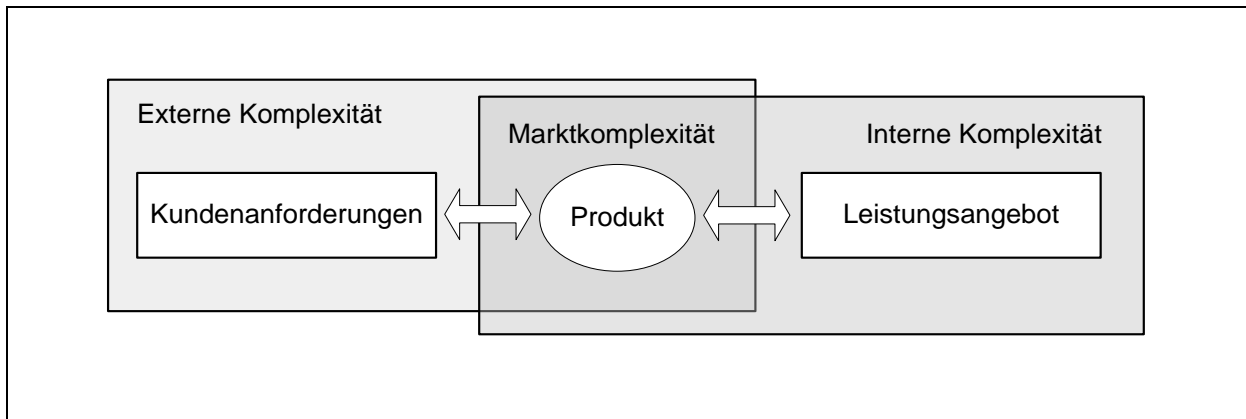 Externe Komplexität
Marktkomplexität
Interne Komplexität
Kundenanforderungen
Produkt
Leistungsangebot